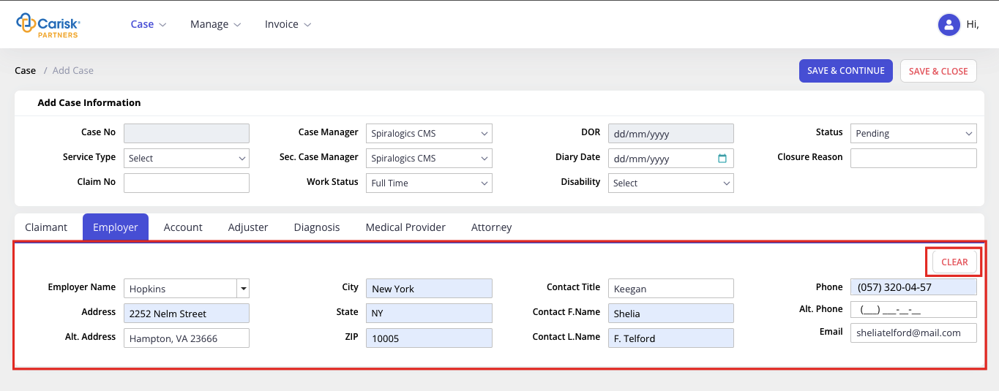 Carisk
PARTNERS
Case Manage Invoice Hi,
Case / Add Case SAVE & CONTINUE SAVE & CLOSE
Add Case Information
Case No Case Manager Spiralogics CMS DOR dd/mm/yyyy Status Pending
Service Type Select Sec. Case Manager Spiralogics CMS Diary Date dd/mm/yyyy Closure Reason
Claim No Work Status Full Time Disability Select
Claimant Employer Account Adjuster Diagnosis Medical Provider Attorney
CLEAR
Employer Name Hopkins City New York Contact Title Keegan Phone (057) 320-04-57
Address 2252 Nelm Street State NY Contact F.Name Shelia Alt. Phone (___) ___-__-__
Alt. Address Hampton, VA 23666 ZIP 10005 Contact L.Name F. Telford Email sheliatelford@mail.com